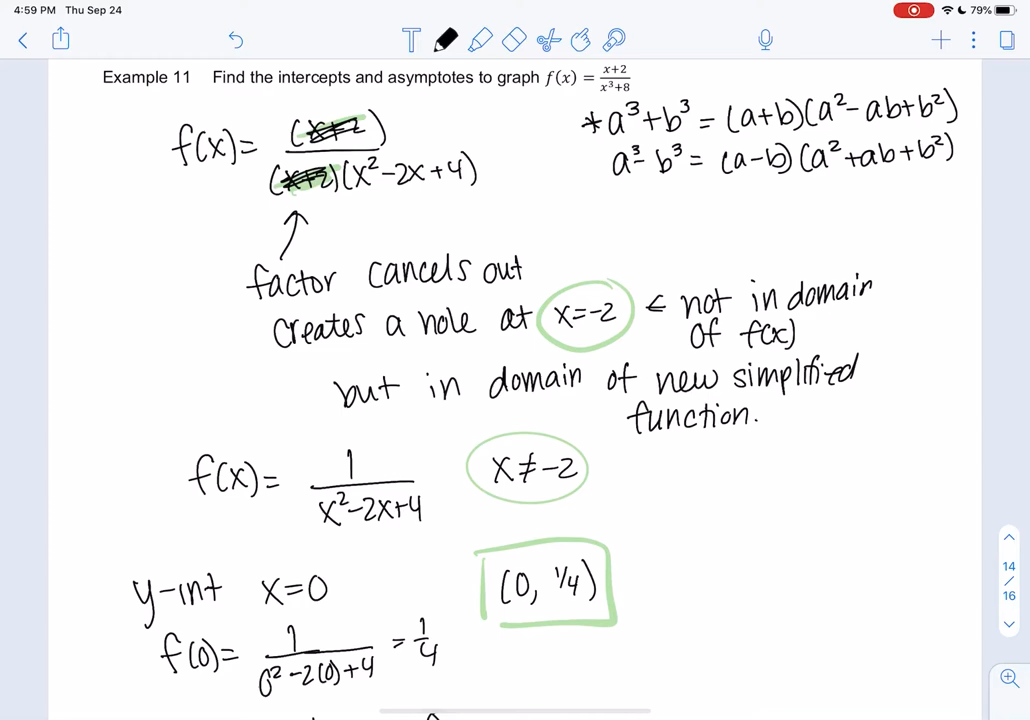 4:59 PM Thu Sep 24
79%
Example 11 Find the intercepts and asymptotes to graph f(x) = x+2 / x³+8
f(x) = (x+2) / (x+2)(x²-2x+4)
*a³+b³ = (a+b)(a²-ab+b²)
a³-b³ = (a-b)(a²+ab+b²)
factor cancels out
creates a hole at x=-2 ← not in domain
of f(x)
but in domain of new simplified
function.
f(x) = 1 / x²-2x+4
x≠-2
y-int x=0
(0, 1/4)
f(0) = 1 / 0²-2(0)+4 = 1/4
14
/
16